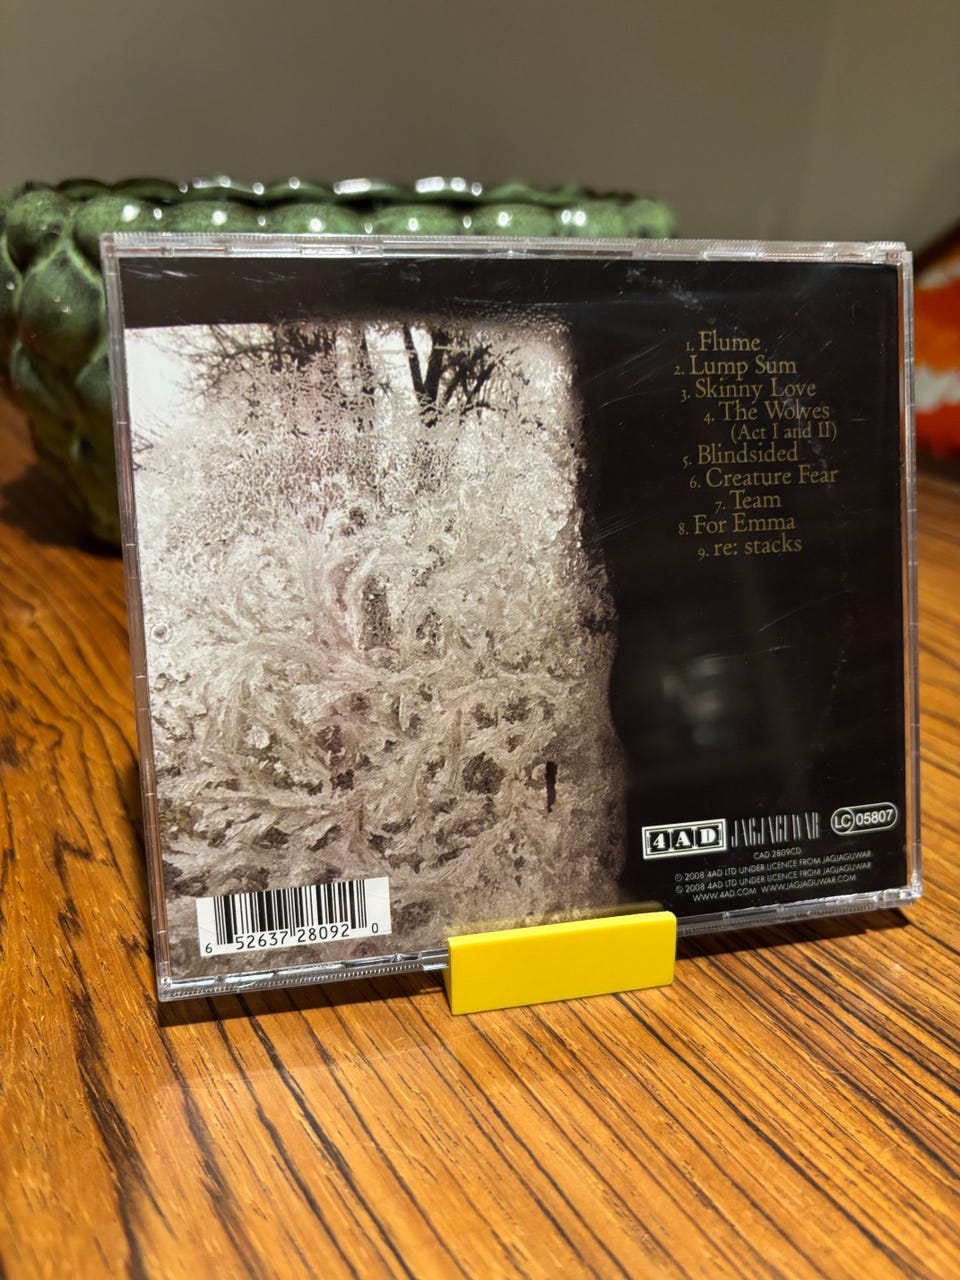 1. Flume
2. Lump Sum
3. Skinny Love
4. The Wolves
(Act I and II)
5. Blindsided
6. Creature Fear
7. Team
8. For Emma
9. re: stacks
4AD JAGJAGUWAR LC 05807
CAD 2809CD
℗ 2008 4AD LTD UNDER LICENCE FROM JAGJAGUWAR
© 2008 4AD LTD UNDER LICENCE FROM JAGJAGUWAR
WWW.4AD.COM WWW.JAGJAGUWAR.COM
6 52637 28092 0